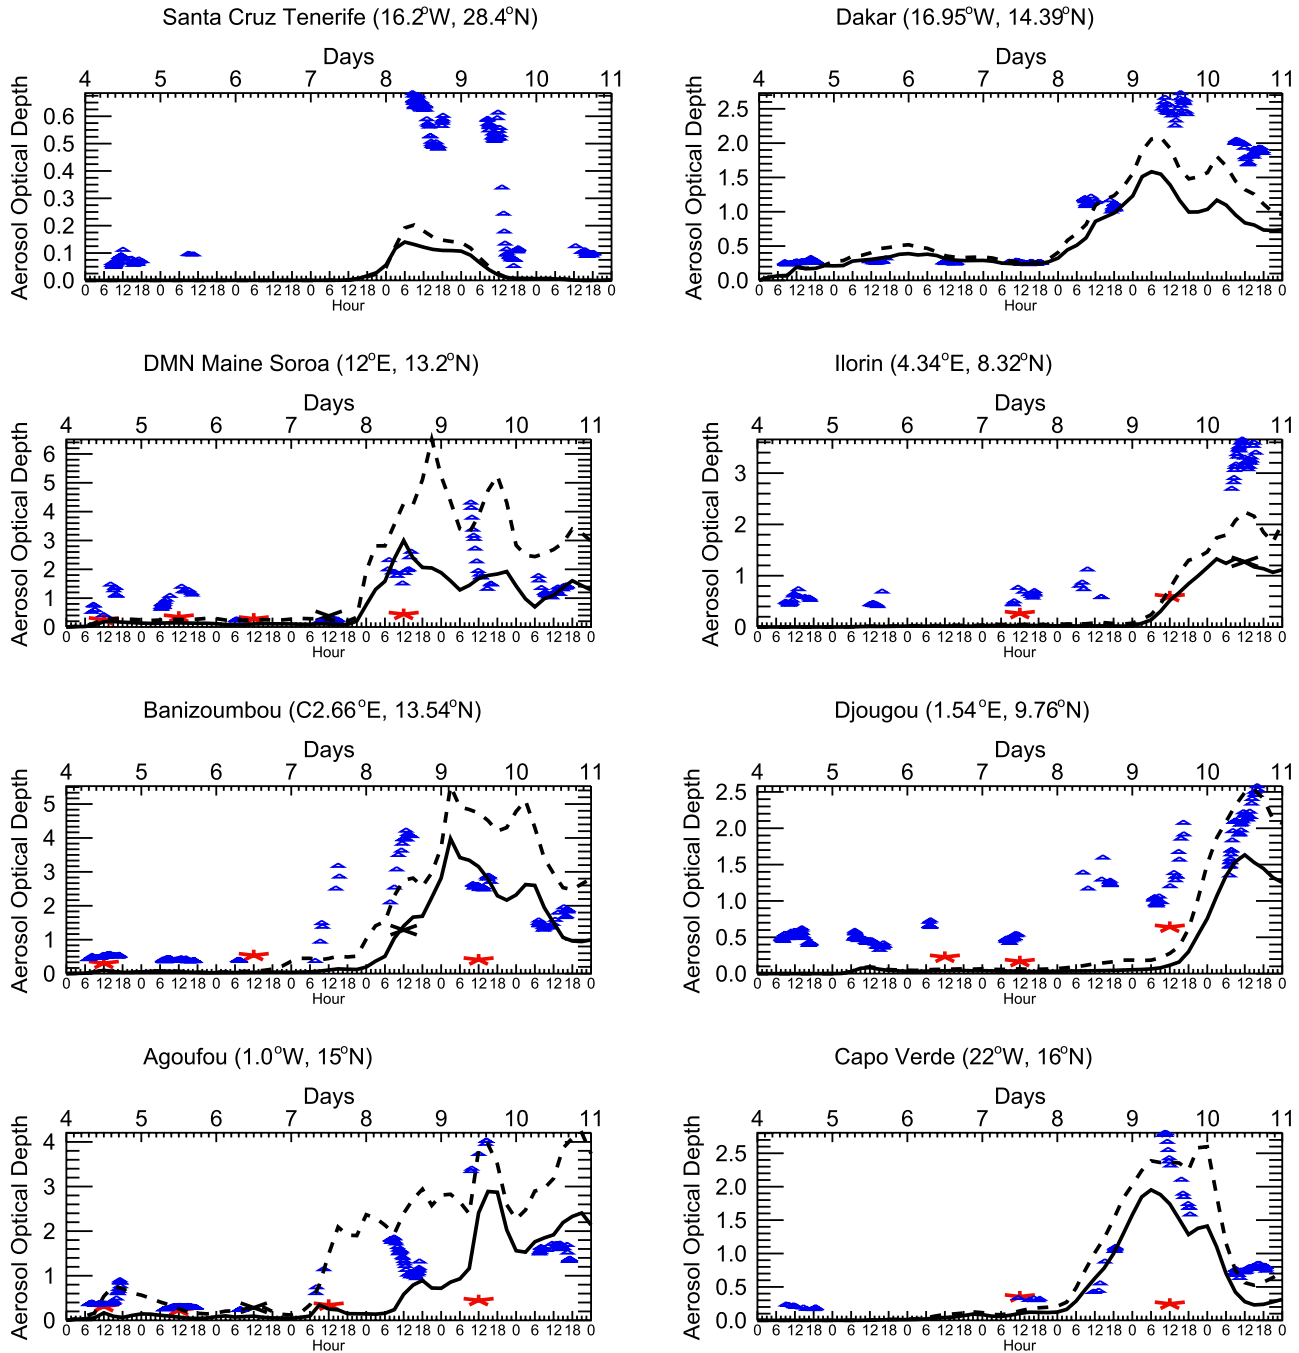 Santa Cruz Tenerife (16.2°W, 28.4°N)
Days
4 5 6 7 8 9 10 11
Aerosol Optical Depth
0.6
0.5
0.4
0.3
0.2
0.1
0.0
0 6 12 18 0 6 12 18 0 6 12 18 0 6 12 18 0 6 12 18 0 6 12 18 0 6 12 18 0
Hour
Dakar (16.95°W, 14.39°N)
Days
4 5 6 7 8 9 10 11
Aerosol Optical Depth
2.5
2.0
1.5
1.0
0.5
0.0
0 6 12 18 0 6 12 18 0 6 12 18 0 6 12 18 0 6 12 18 0 6 12 18 0 6 12 18 0
Hour
DMN Maine Soroa (12°E, 13.2°N)
Days
4 5 6 7 8 9 10 11
Aerosol Optical Depth
6
5
4
3
2
1
0
0 6 12 18 0 6 12 18 0 6 12 18 0 6 12 18 0 6 12 18 0 6 12 18 0 6 12 18 0
Hour
Ilorin (4.34°E, 8.32°N)
Days
4 5 6 7 8 9 10 11
Aerosol Optical Depth
3
2
1
0
0 6 12 18 0 6 12 18 0 6 12 18 0 6 12 18 0 6 12 18 0 6 12 18 0 6 12 18 0
Hour
Banizoumbou (C2.66°E, 13.54°N)
Days
4 5 6 7 8 9 10 11
Aerosol Optical Depth
5
4
3
2
1
0
0 6 12 18 0 6 12 18 0 6 12 18 0 6 12 18 0 6 12 18 0 6 12 18 0 6 12 18 0
Hour
Djougou (1.54°E, 9.76°N)
Days
4 5 6 7 8 9 10 11
Aerosol Optical Depth
2.5
2.0
1.5
1.0
0.5
0.0
0 6 12 18 0 6 12 18 0 6 12 18 0 6 12 18 0 6 12 18 0 6 12 18 0 6 12 18 0
Hour
Agoufou (1.0°W, 15°N)
Days
4 5 6 7 8 9 10 11
Aerosol Optical Depth
4
3
2
1
0
0 6 12 18 0 6 12 18 0 6 12 18 0 6 12 18 0 6 12 18 0 6 12 18 0 6 12 18 0
Hour
Capo Verde (22°W, 16°N)
Days
4 5 6 7 8 9 10 11
Aerosol Optical Depth
2.5
2.0
1.5
1.0
0.5
0.0
0 6 12 18 0 6 12 18 0 6 12 18 0 6 12 18 0 6 12 18 0 6 12 18 0 6 12 18 0
Hour